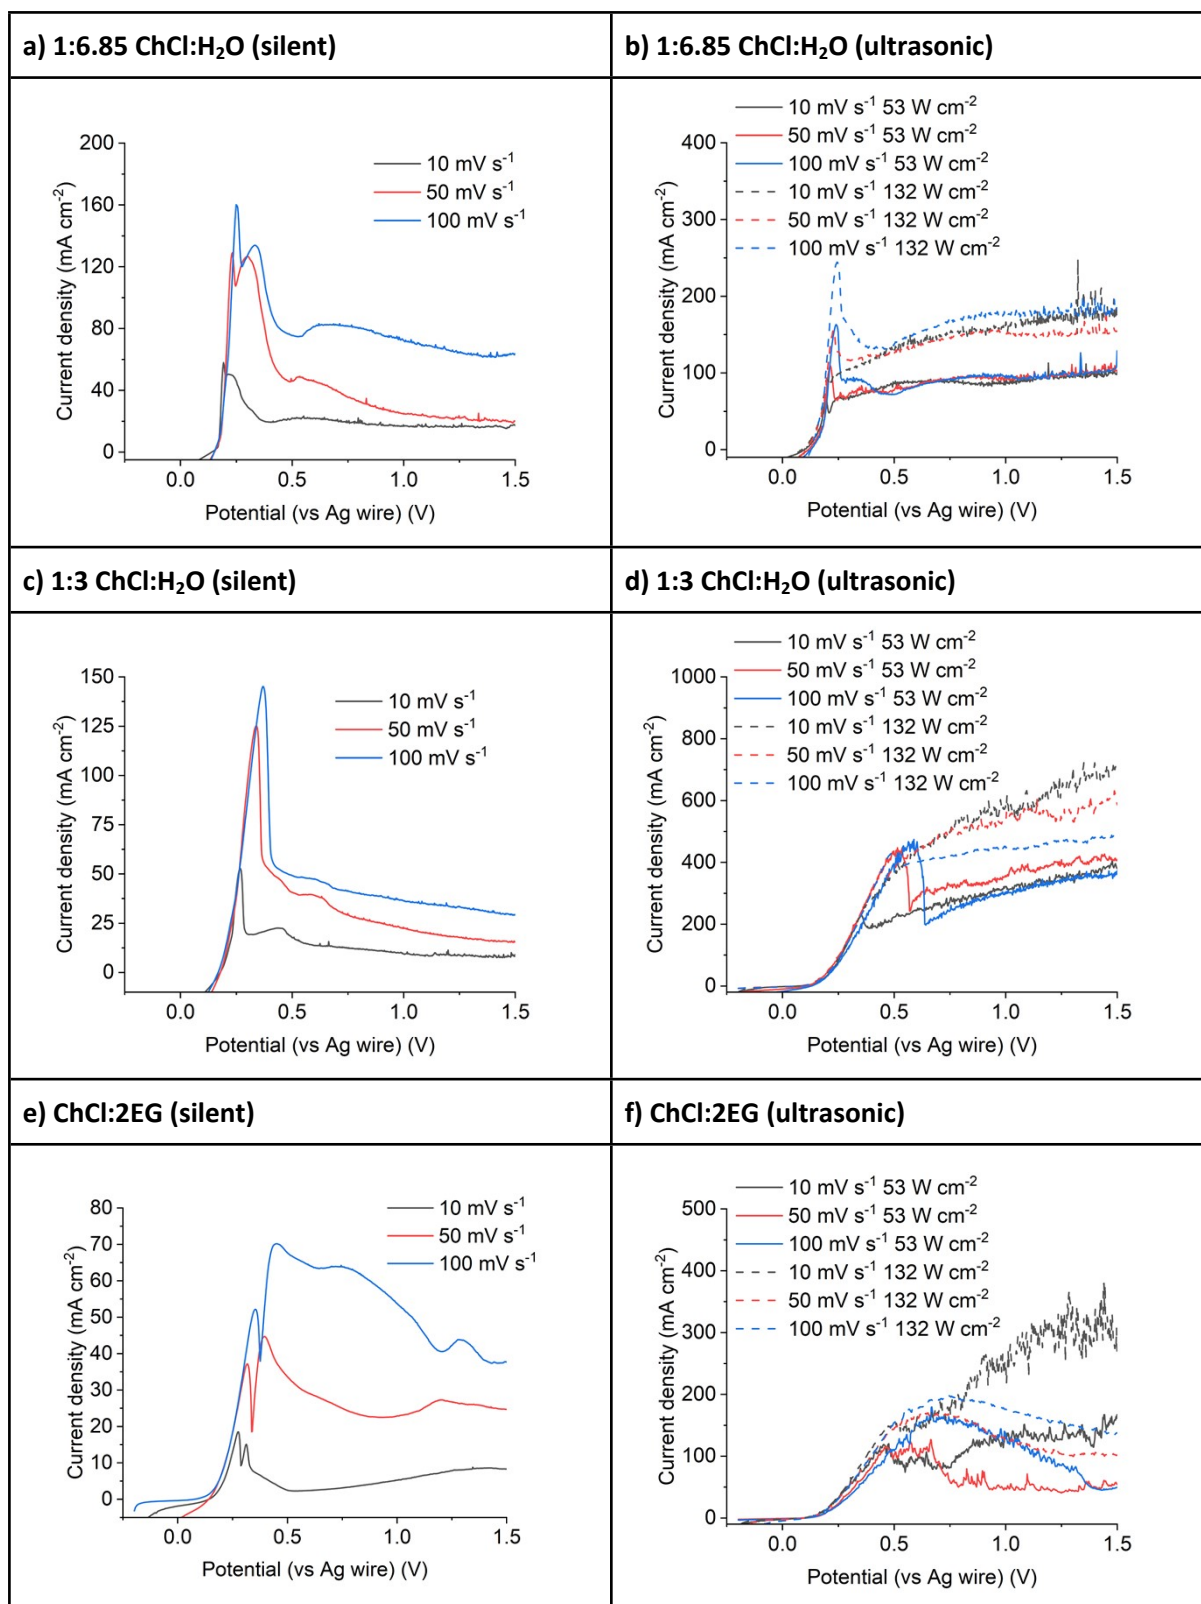 a) 1:6.85 ChCl:H₂O (silent)
b) 1:6.85 ChCl:H₂O (ultrasonic)
200
160
120
80
40
0
Current density (mA cm⁻²)
10 mV s⁻¹
50 mV s⁻¹
100 mV s⁻¹
0.0 0.5 1.0 1.5
Potential (vs Ag wire) (V)
10 mV s⁻¹ 53 W cm⁻²
50 mV s⁻¹ 53 W cm⁻²
100 mV s⁻¹ 53 W cm⁻²
10 mV s⁻¹ 132 W cm⁻²
50 mV s⁻¹ 132 W cm⁻²
100 mV s⁻¹ 132 W cm⁻²
400
300
200
100
0
Current density (mA cm⁻²)
0.0 0.5 1.0 1.5
Potential (vs Ag wire) (V)
c) 1:3 ChCl:H₂O (silent)
d) 1:3 ChCl:H₂O (ultrasonic)
150
125
100
75
50
25
0
Current density (mA cm⁻²)
10 mV s⁻¹
50 mV s⁻¹
100 mV s⁻¹
0.0 0.5 1.0 1.5
Potential (vs Ag wire) (V)
10 mV s⁻¹ 53 W cm⁻²
50 mV s⁻¹ 53 W cm⁻²
100 mV s⁻¹ 53 W cm⁻²
10 mV s⁻¹ 132 W cm⁻²
50 mV s⁻¹ 132 W cm⁻²
100 mV s⁻¹ 132 W cm⁻²
1000
800
600
400
200
0
Current density (mA cm⁻²)
0.0 0.5 1.0 1.5
Potential (vs Ag wire) (V)
e) ChCl:2EG (silent)
f) ChCl:2EG (ultrasonic)
80
70
60
50
40
30
20
10
0
Current density (mA cm⁻²)
10 mV s⁻¹
50 mV s⁻¹
100 mV s⁻¹
0.0 0.5 1.0 1.5
Potential (vs Ag wire) (V)
10 mV s⁻¹ 53 W cm⁻²
50 mV s⁻¹ 53 W cm⁻²
100 mV s⁻¹ 53 W cm⁻²
10 mV s⁻¹ 132 W cm⁻²
50 mV s⁻¹ 132 W cm⁻²
100 mV s⁻¹ 132 W cm⁻²
500
400
300
200
100
0
Current density (mA cm⁻²)
0.0 0.5 1.0 1.5
Potential (vs Ag wire) (V)